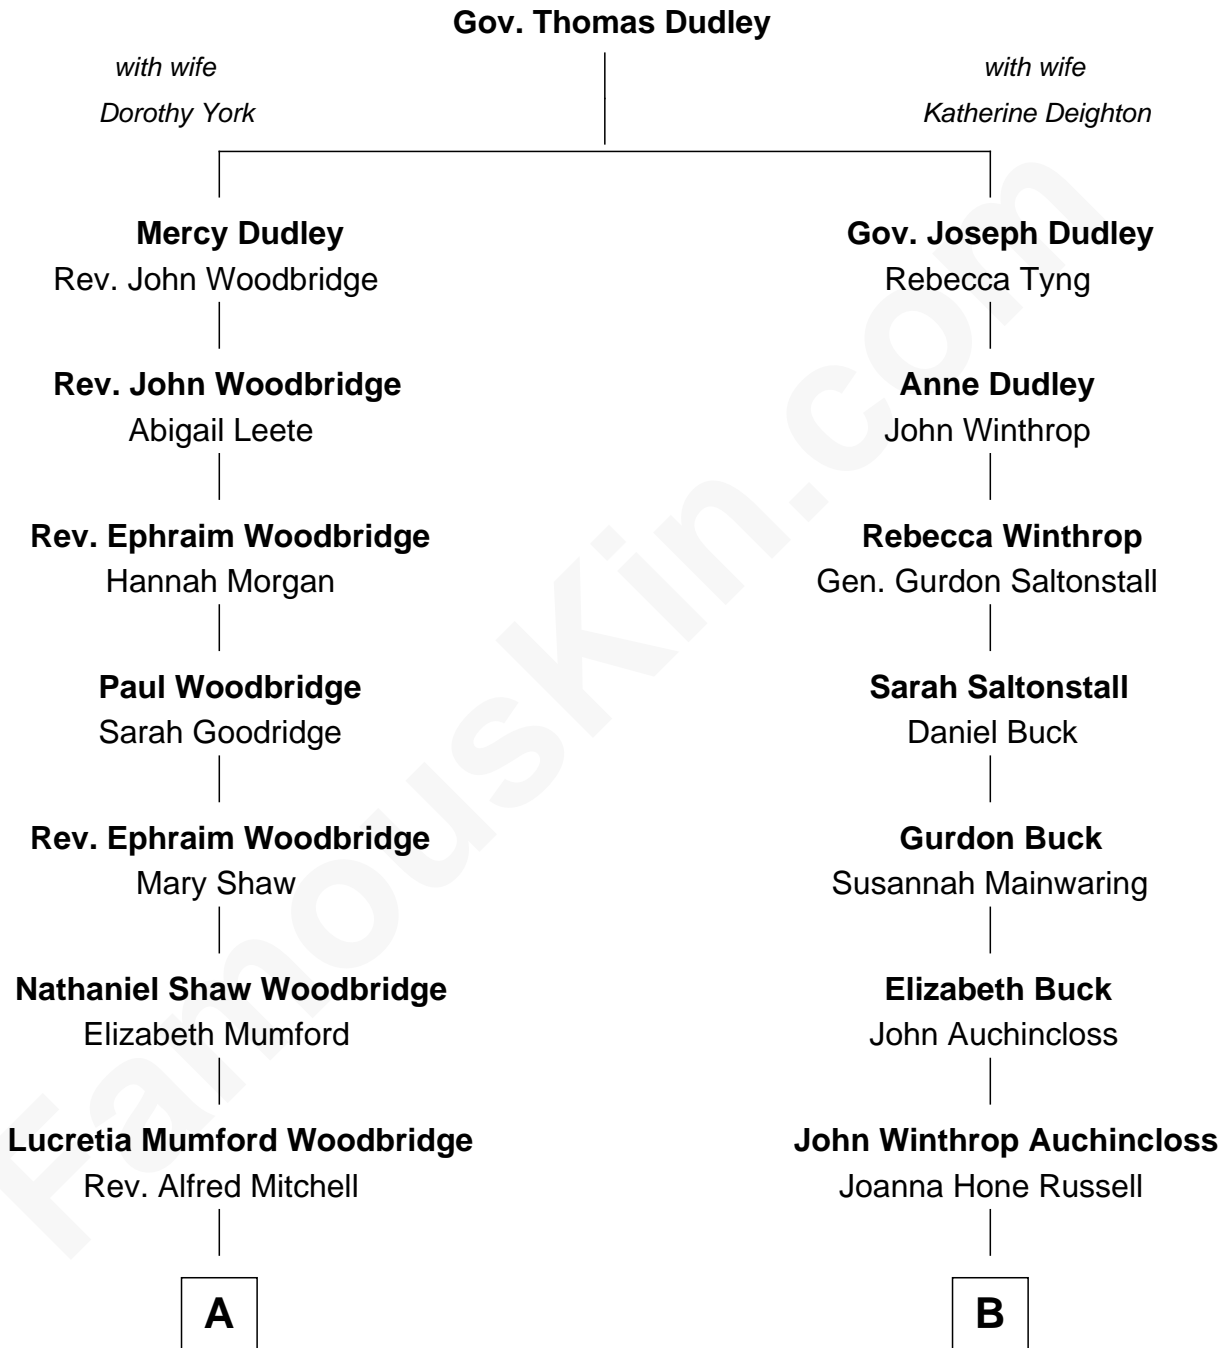 Gov. Thomas Dudley
with wife
Dorothy York
with wife
Katherine Deighton
Mercy Dudley
Rev. John Woodbridge
Gov. Joseph Dudley
Rebecca Tyng
Rev. John Woodbridge
Abigail Leete
Anne Dudley
John Winthrop
Rev. Ephraim Woodbridge
Hannah Morgan
Rebecca Winthrop
Gen. Gurdon Saltonstall
Paul Woodbridge
Sarah Goodridge
Sarah Saltonstall
Daniel Buck
Rev. Ephraim Woodbridge
Mary Shaw
Gurdon Buck
Susannah Mainwaring
Nathaniel Shaw Woodbridge
Elizabeth Mumford
Elizabeth Buck
John Auchincloss
Lucretia Mumford Woodbridge
Rev. Alfred Mitchell
John Winthrop Auchincloss
Joanna Hone Russell
A
B
FamousKin.com